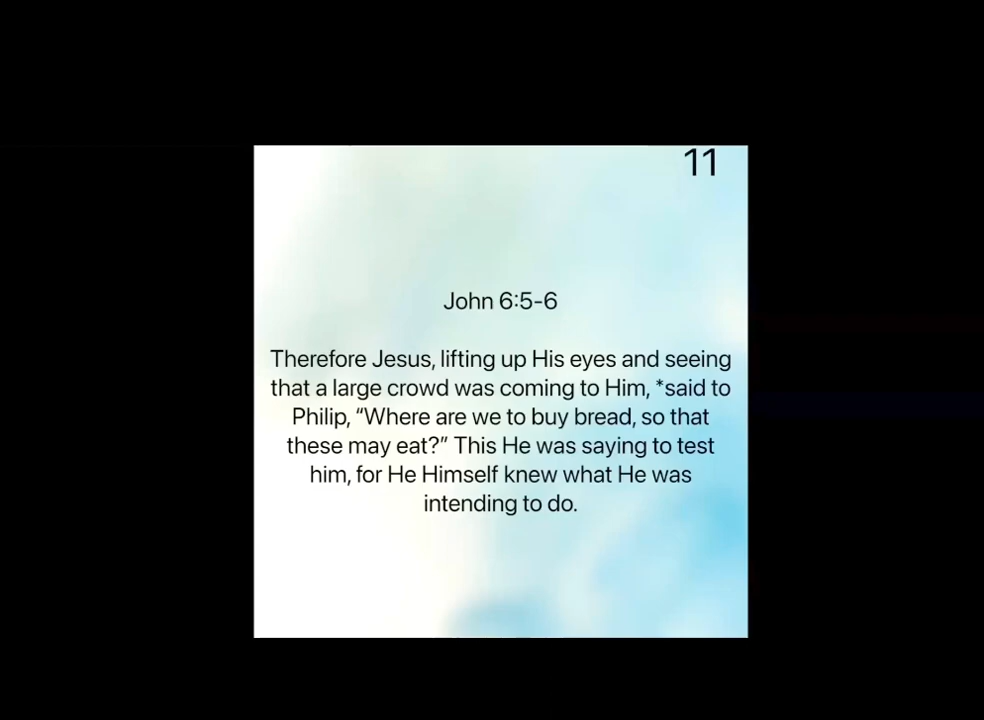 11
John 6:5-6
Therefore Jesus, lifting up His eyes and seeing
that a large crowd was coming to Him, *said to
Philip, “Where are we to buy bread, so that
these may eat?” This He was saying to test
him, for He Himself knew what He was
intending to do.